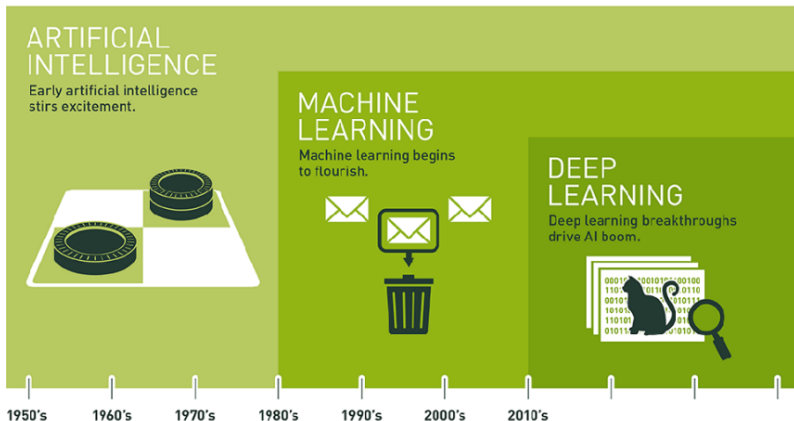 ARTIFICIAL
INTELLIGENCE
Early artificial intelligence
stirs excitement.
MACHINE
LEARNING
Machine learning begins
to flourish.
DEEP
LEARNING
Deep learning breakthroughs
drive AI boom.
1950's 1960's 1970's 1980's 1990's 2000's 2010's